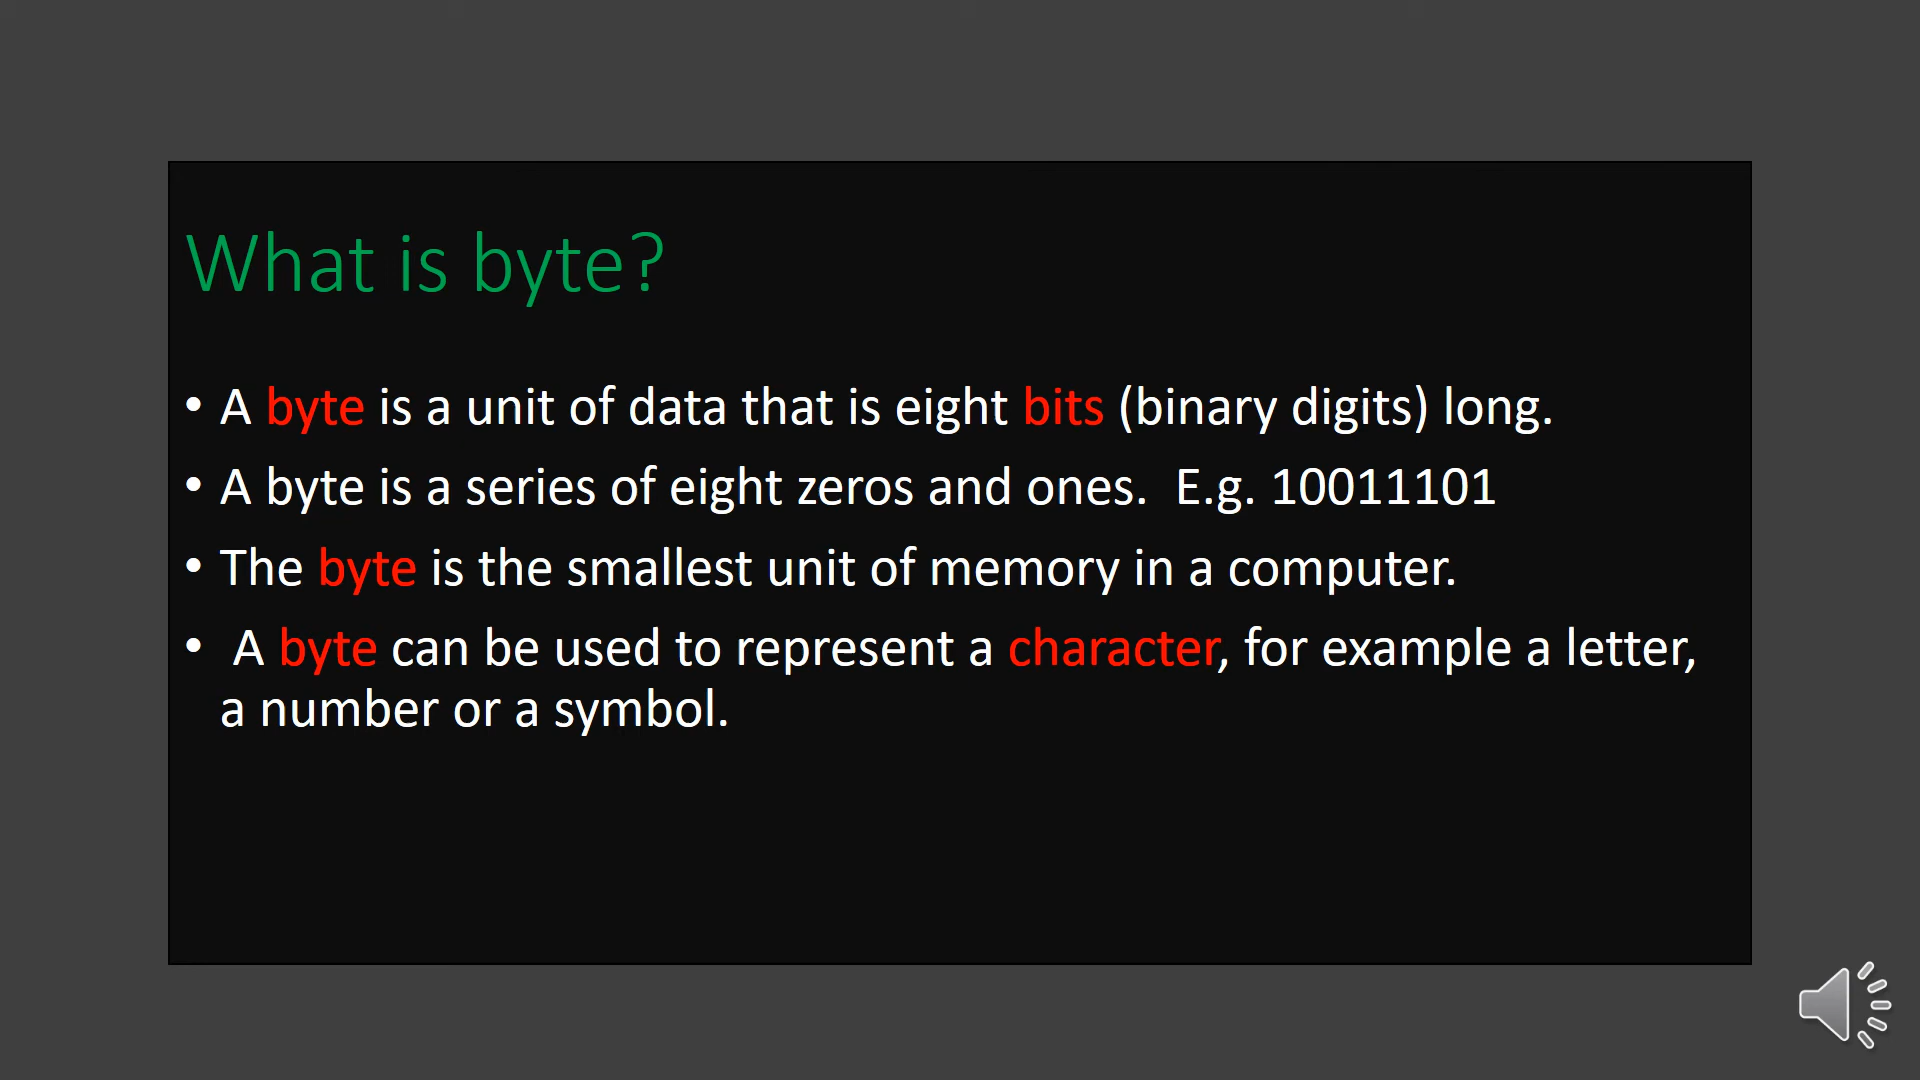 What is byte?
• A byte is a unit of data that is eight bits (binary digits) long.
• A byte is a series of eight zeros and ones. E.g. 10011101
• The byte is the smallest unit of memory in a computer.
• A byte can be used to represent a character, for example a letter,
a number or a symbol.